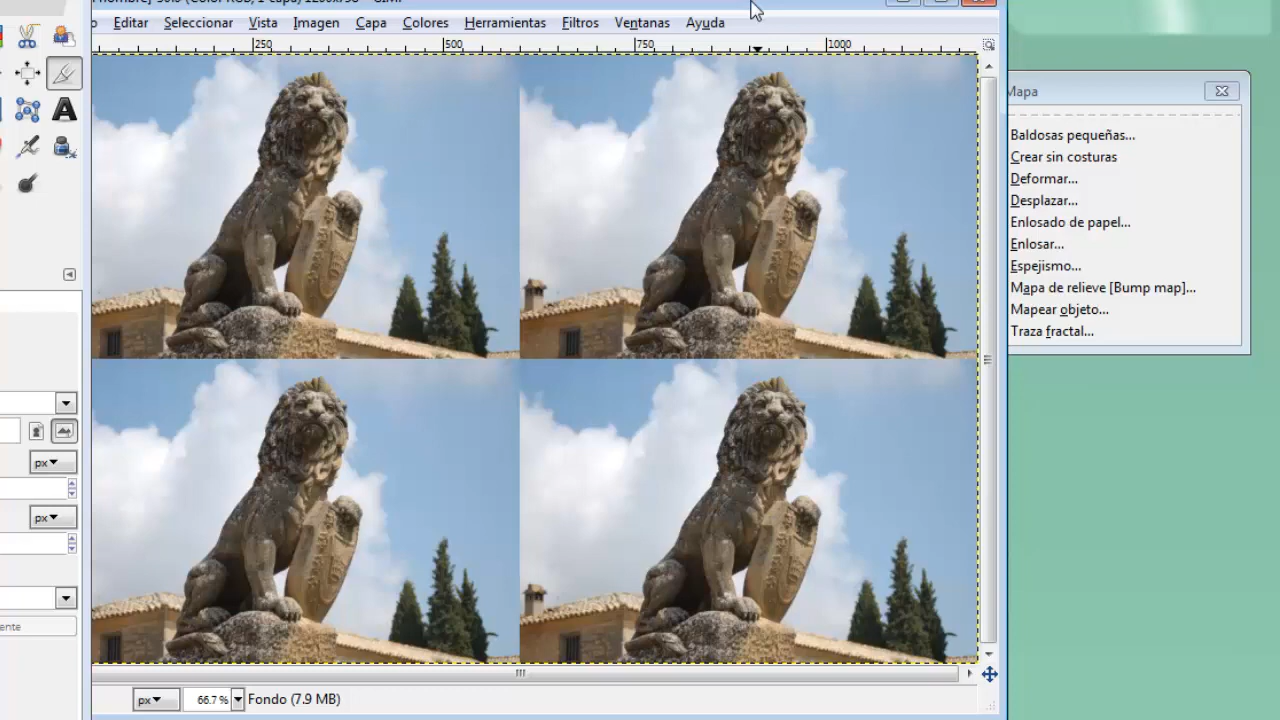 Editar Seleccionar Vista Imagen Capa Colores Herramientas Filtros Ventanas Ayuda
250 500 750 1000
Mapa
Baldosas pequeñas...
Crear sin costuras
Deformar...
Desplazar...
Enlosado de papel...
Enlosar...
Espejismo...
Mapa de relieve [Bump map]...
Mapear objeto...
Traza fractal...
px
px
ente
px 66.7 % Fondo (7.9 MB)